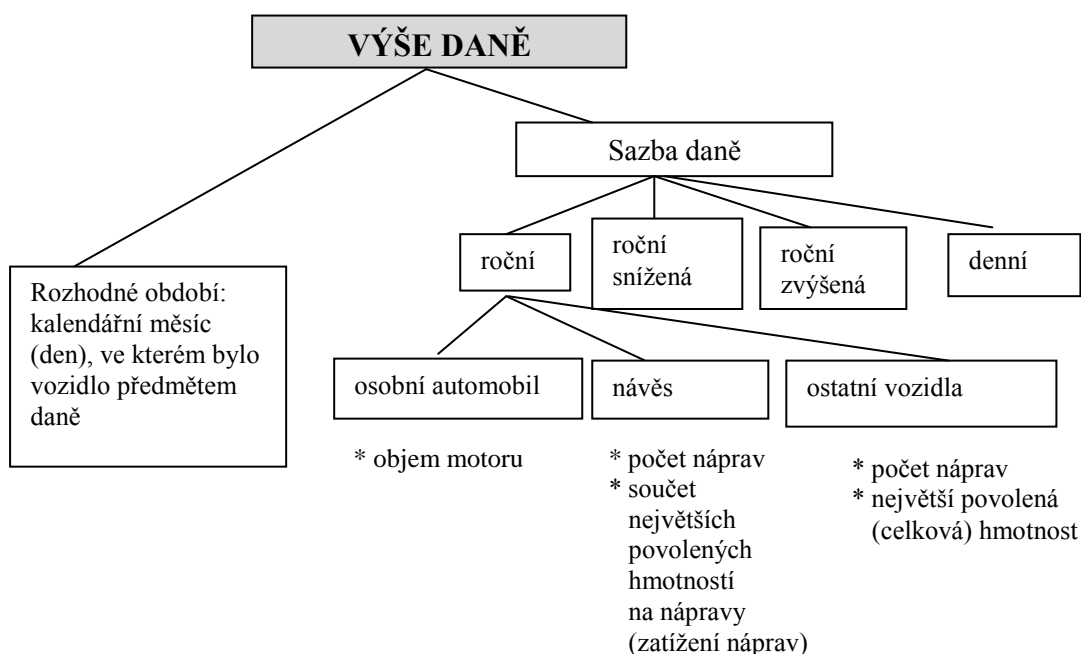 VÝŠE DANĚ
Sazba daně
roční
roční
snížená
roční
zvýšená
denní
Rozhodné období:
kalendářní měsíc
(den), ve kterém bylo
vozidlo předmětem
daně
osobní automobil
návěs
ostatní vozidla
* objem motoru
* počet náprav
* součet
největších
povolených
hmotností
na nápravy
(zatížení náprav)
* počet náprav
* největší povolená
(celková) hmotnost